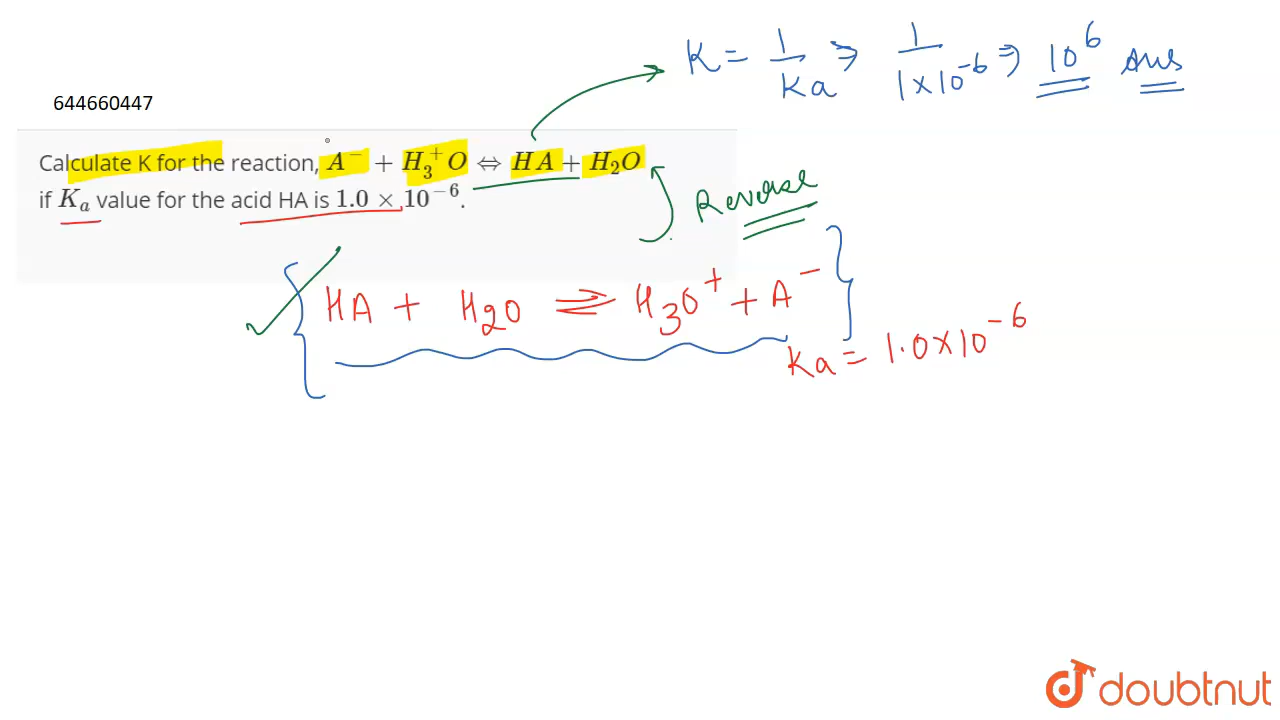 K = 1/Ka ⇒ 1/1×10⁻⁶ ⇒ 10⁶ Ans
644660447
Calculate K for the reaction, A⁻ + H₃⁺O ⇔ HA + H₂O
if Kₐ value for the acid HA is 1.0 × 10⁻⁶.
Reverse
HA + H2O ⇌ H3O⁺ + A⁻
Ka = 1.0×10⁻⁶
doubtnut